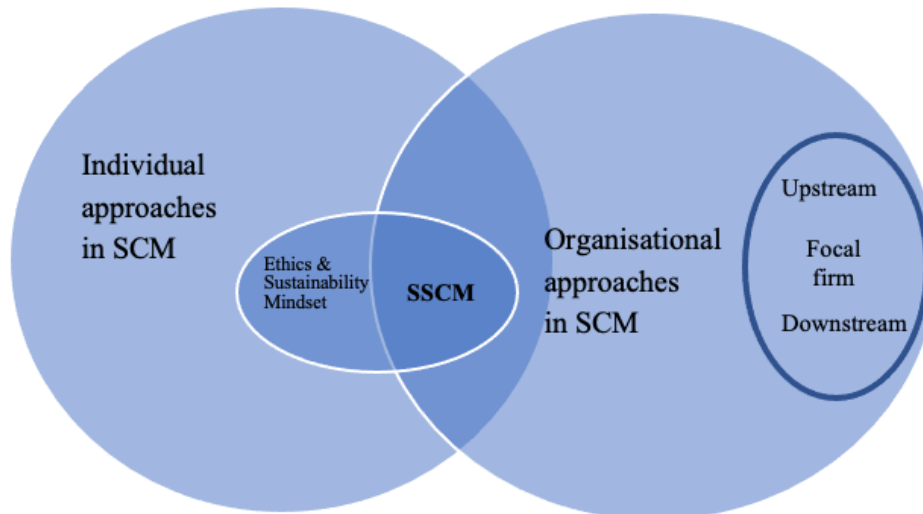 Individual
approaches
in SCM
Ethics &
Sustainability
Mindset
SSCM
Organisational
approaches
in SCM
Upstream
Focal
firm
Downstream